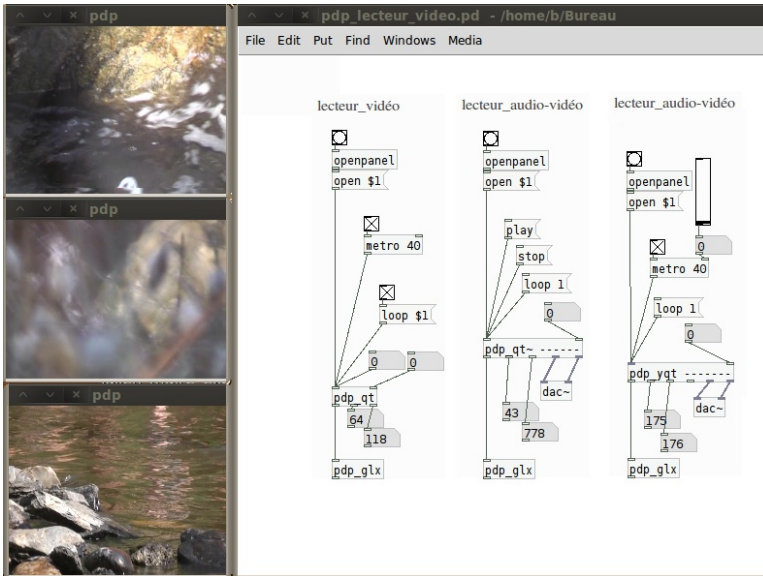 pdp
pdp
pdp
pdp_lecteur_video.pd - /home/b/Bureau
File Edit Put Find Windows Media
lecteur_vidéo
openpanel
open $1
metro 40
loop $1
0
0
pdp_qt
64
118
pdp_glx
lecteur_audio-vidéo
openpanel
open $1
play
stop
loop 1
0
pdp_qt~ ------
dac~
43
778
pdp_glx
lecteur_audio-vidéo
openpanel
open $1
0
metro 40
loop 1
0
pdp_yqt ------
dac~
175
176
pdp_glx